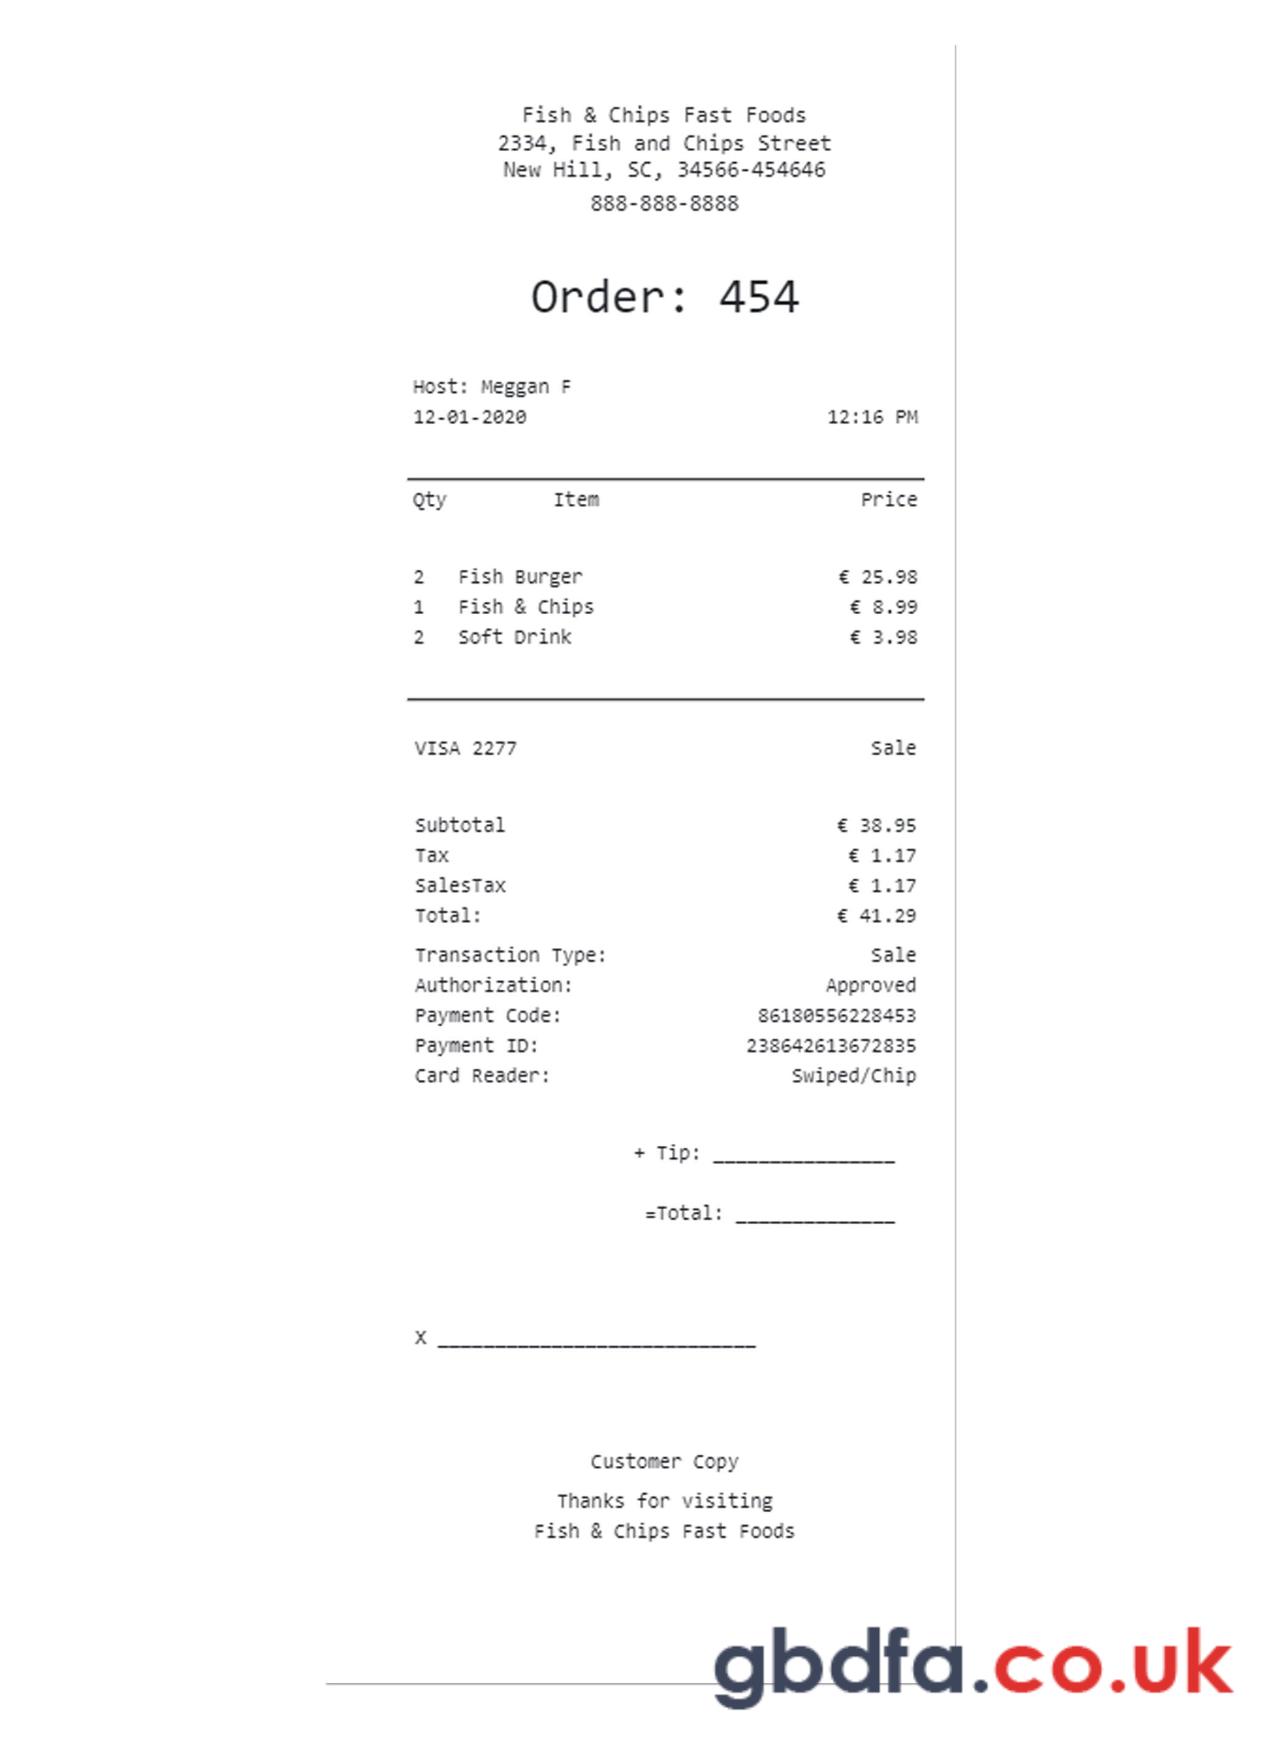 Fish & Chips Fast Foods
2334, Fish and Chips Street
New Hill, SC, 34566-454646
888-888-8888
Order: 454
Host: Meggan F
12-01-2020 12:16 PM
Qty Item Price
2 Fish Burger € 25.98
1 Fish & Chips € 8.99
2 Soft Drink € 3.98
VISA 2277 Sale
Subtotal € 38.95
Tax € 1.17
SalesTax € 1.17
Total: € 41.29
Transaction Type: Sale
Authorization: Approved
Payment Code: 86180556228453
Payment ID: 238642613672835
Card Reader: Swiped/Chip
+ Tip: ________________
=Total: ______________
X ____________________________
Customer Copy
Thanks for visiting
Fish & Chips Fast Foods
gbdfa.co.uk